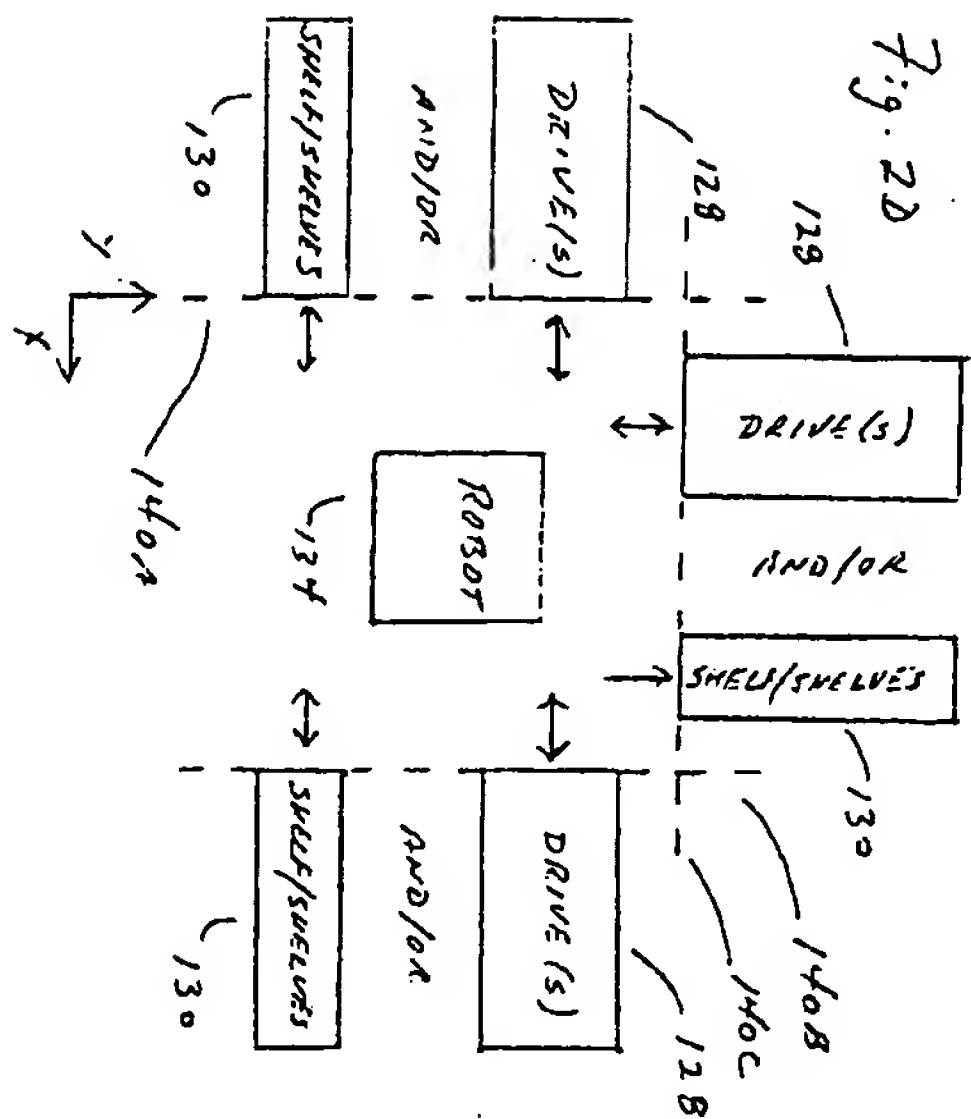 Fig. 2D
128
128
DRIVE(S)
DRIVE(S)
AND/OR
AND/OR
SHELF/SHELVES
SHELF/SHELVES
130
130
140A
Y
X
ROBOT
134
140B
140C
DRIVE(S)
128
AND/OR
SHELF/SHELVES
130